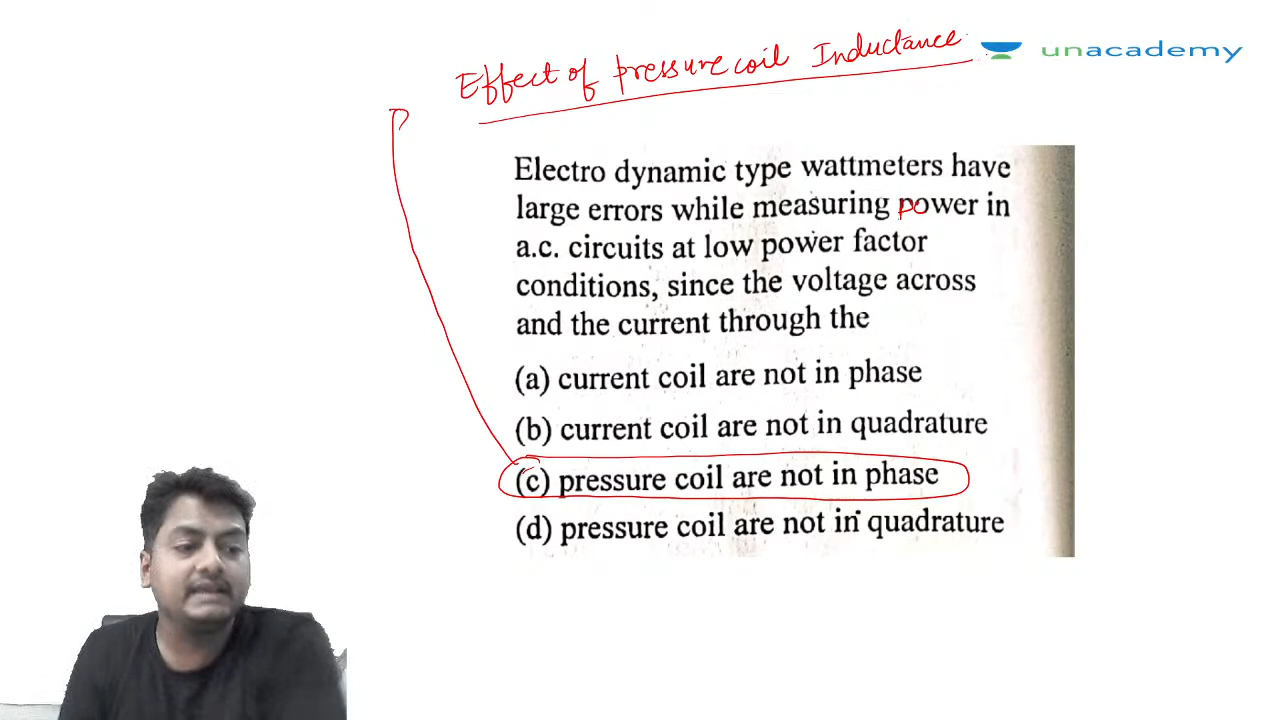 Effect of pressure coil Inductance
unacademy
Electro dynamic type wattmeters have
large errors while measuring power in
a.c. circuits at low power factor
conditions, since the voltage across
and the current through the
(a) current coil are not in phase
(b) current coil are not in quadrature
(c) pressure coil are not in phase
(d) pressure coil are not in quadrature